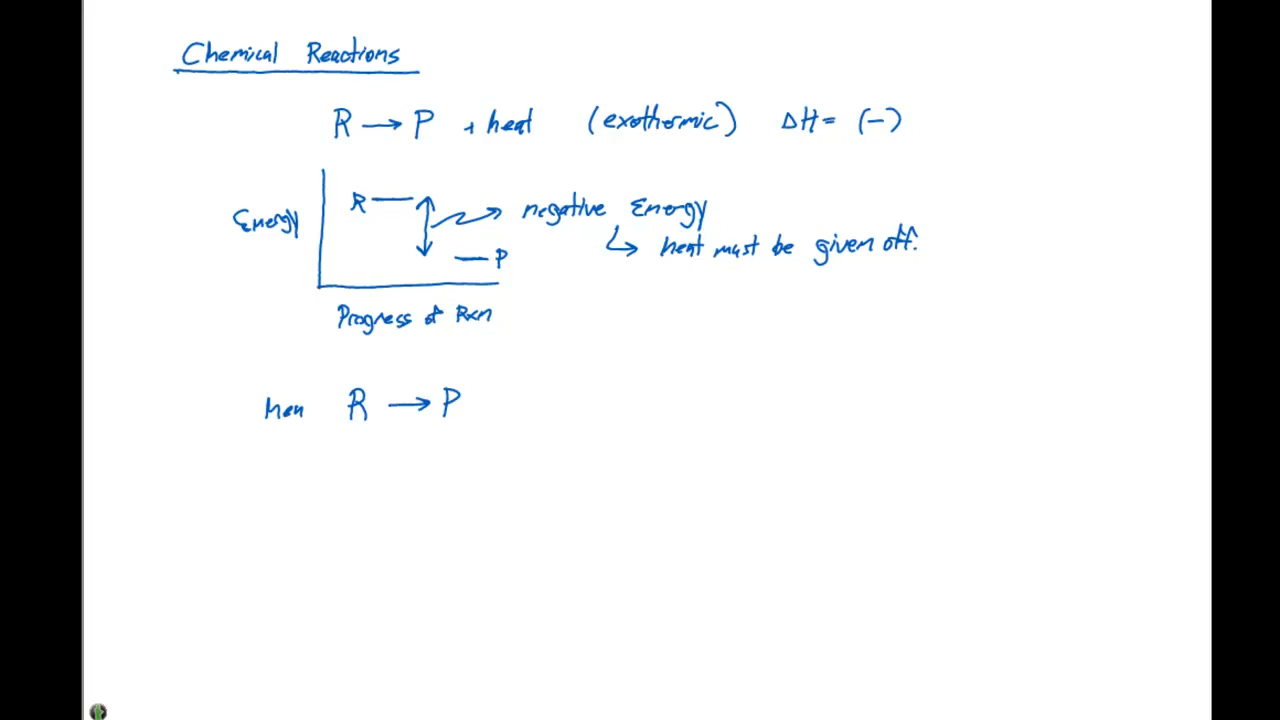 Chemical Reactions
R → P + heat (exothermic) ΔH = (-)
Energy
R
negative Energy
↳ heat must be given off.
P
Progress of Rxn
R → P